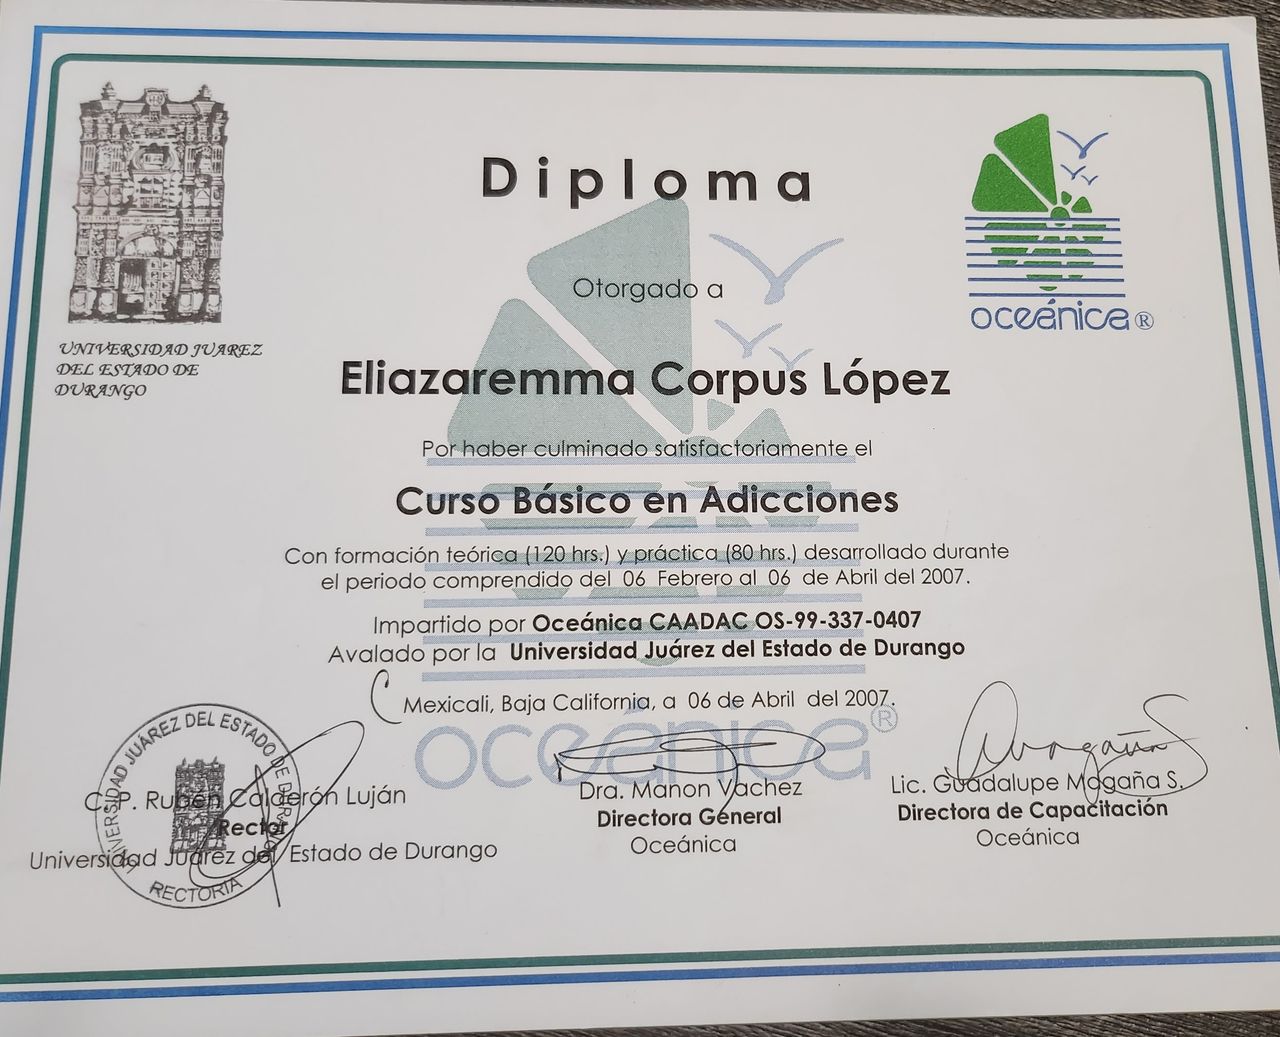 Diploma
oceánica®
UNIVERSIDAD JUAREZ
DEL ESTADO DE
DURANGO
Otorgado a
Eliazaremma Corpus López
Por haber culminado satisfactoriamente el
Curso Básico en Adicciones
Con formación teórica (120 hrs.) y práctica (80 hrs.) desarrollado durante
el periodo comprendido del 06 Febrero al 06 de Abril del 2007.
Impartido por Oceánica CAADAC OS-99-337-0407
Avalado por la Universidad Juárez del Estado de Durango
Mexicali, Baja California, a 06 de Abril del 2007.
oceánica®
UNIVERSIDAD JUAREZ DEL ESTADO DE DURANGO
RECTORIA
C. P. Rubén Calderón Luján
Rector
Universidad Juárez del Estado de Durango
Dra. Manon Vachez
Directora General
Oceánica
Lic. Guadalupe Magaña S.
Directora de Capacitación
Oceánica